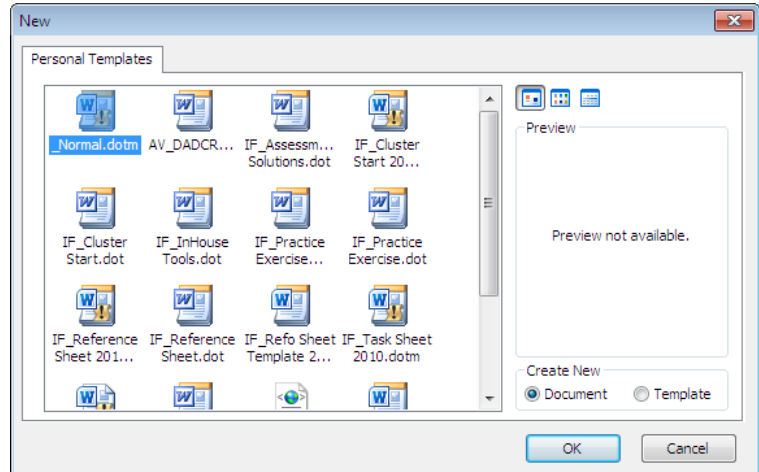 New
Personal Templates
_Normal.dotm AV_DADCR... IF_Assessm... IF_Cluster
Solutions.dot Start 20...
IF_Cluster IF_InHouse IF_Practice IF_Practice
Start.dot Tools.dot Exercise... Exercise.dot
IF_Reference IF_Reference IF_Refo Sheet IF_Task Sheet
Sheet 201... Sheet.dot Template 2... 2010.dotm
Preview
Preview not available.
Create New
Document Template
OK Cancel